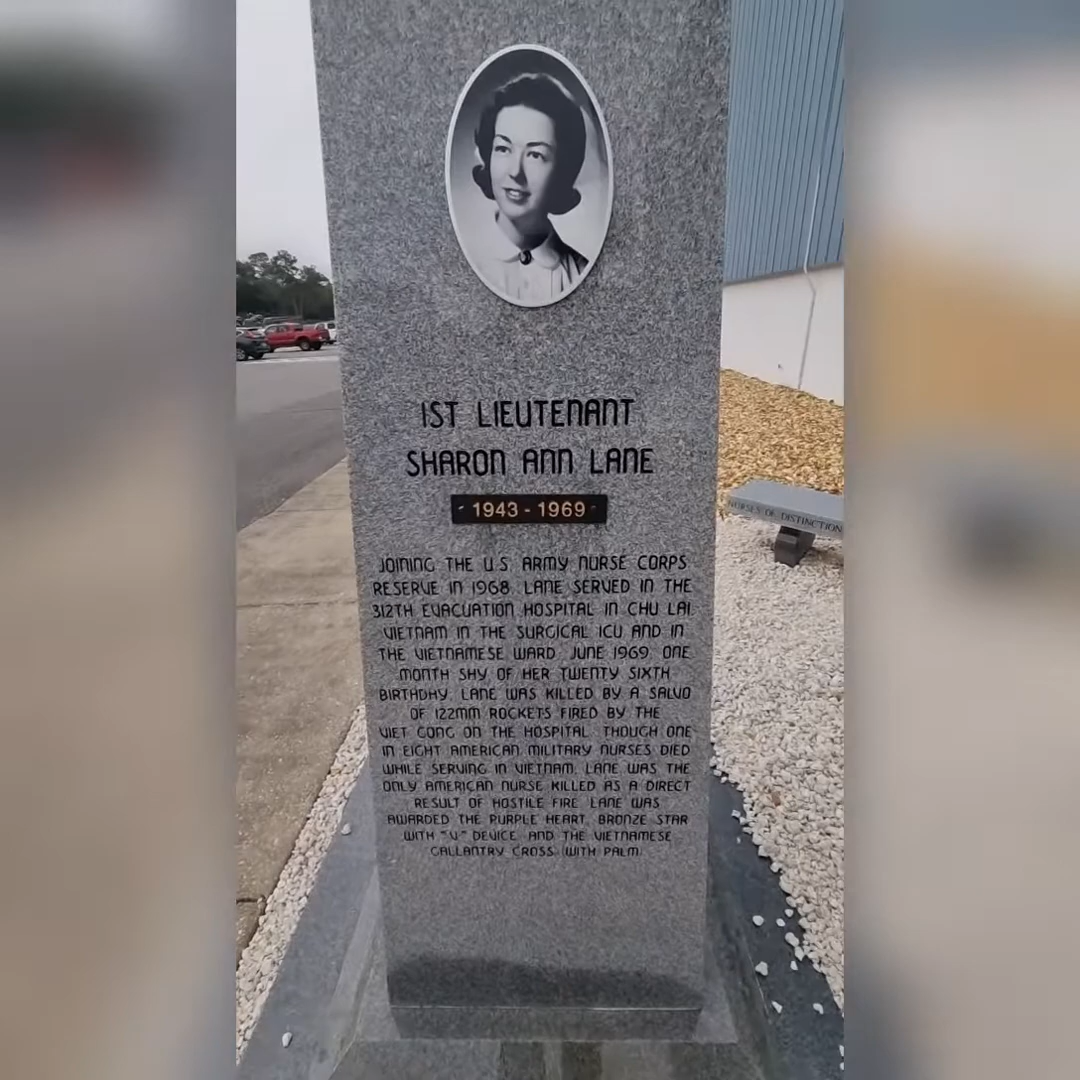 1ST LIEUTENANT
SHARON ANN LANE
- 1943 - 1969 -
JOINING THE U.S. ARMY NURSE CORPS
RESERVE IN 1968, LANE SERVED IN THE
312TH EVACUATION HOSPITAL IN CHU LAI,
VIETNAM IN THE SURGICAL ICU AND IN
THE VIETNAMESE WARD. JUNE 1969, ONE
MONTH SHY OF HER TWENTY SIXTH
BIRTHDAY, LANE WAS KILLED BY A SALVO
OF 122MM ROCKETS FIRED BY THE
VIET CONG ON THE HOSPITAL. THOUGH ONE
IN EIGHT AMERICAN MILITARY NURSES DIED
WHILE SERVING IN VIETNAM, LANE WAS THE
ONLY AMERICAN NURSE KILLED AS A DIRECT
RESULT OF HOSTILE FIRE. LANE WAS
AWARDED THE PURPLE HEART, BRONZE STAR
WITH "V" DEVICE, AND THE VIETNAMESE
GALLANTRY CROSS (WITH PALM).
NURSES OF DISTINCTION